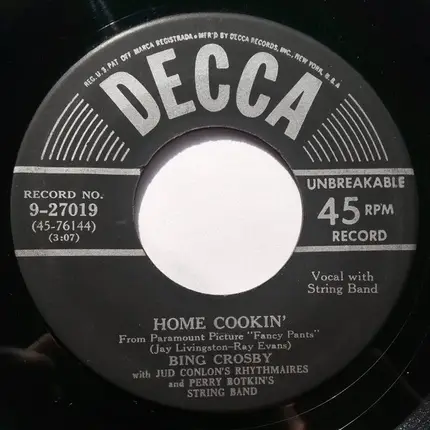 REG. U.S. PAT. OFF. MARCA REGISTRADA • MFR'D BY DECCA RECORDS, INC., NEW YORK, U.S.A.
DECCA
RECORD NO.
9-27019
(45-76144)
(3:07)
UNBREAKABLE
45 RPM
RECORD
Vocal with
String Band
HOME COOKIN'
From Paramount Picture "Fancy Pants"
(Jay Livingston-Ray Evans)
BING CROSBY
with JUD CONLON'S RHYTHMAIRES
and PERRY BOTKIN'S
STRING BAND